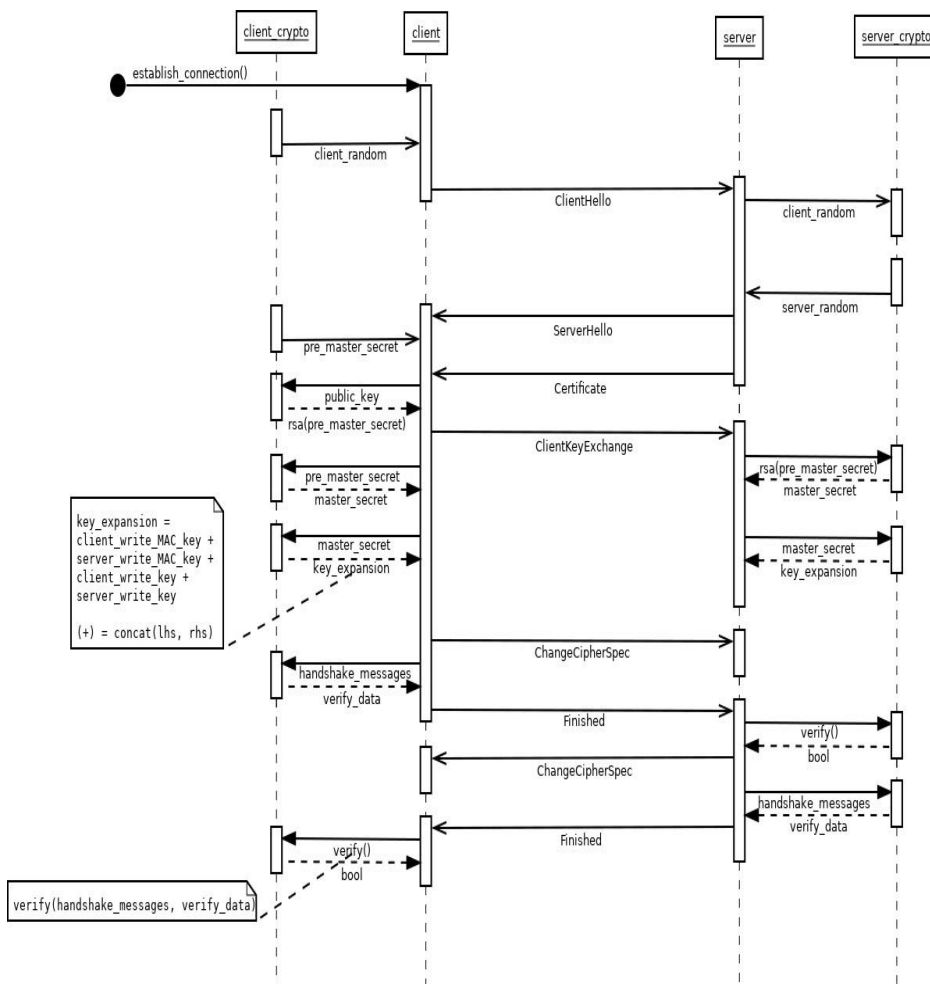 client_crypto
client
server
server_crypto
establish_connection()
client_random
ClientHello
client_random
server_random
ServerHello
pre_master_secret
Certificate
public_key
rsa(pre_master_secret)
ClientKeyExchange
rsa(pre_master_secret)
pre_master_secret
master_secret
master_secret
key_expansion =
client_write_MAC_key +
server_write_MAC_key +
client_write_key +
server_write_key
(+) = concat(lhs, rhs)
master_secret
key_expansion
master_secret
key_expansion
ChangeCipherSpec
handshake_messages
verify_data
Finished
verify()
bool
ChangeCipherSpec
handshake_messages
verify_data
Finished
verify()
bool
verify(handshake_messages, verify_data)